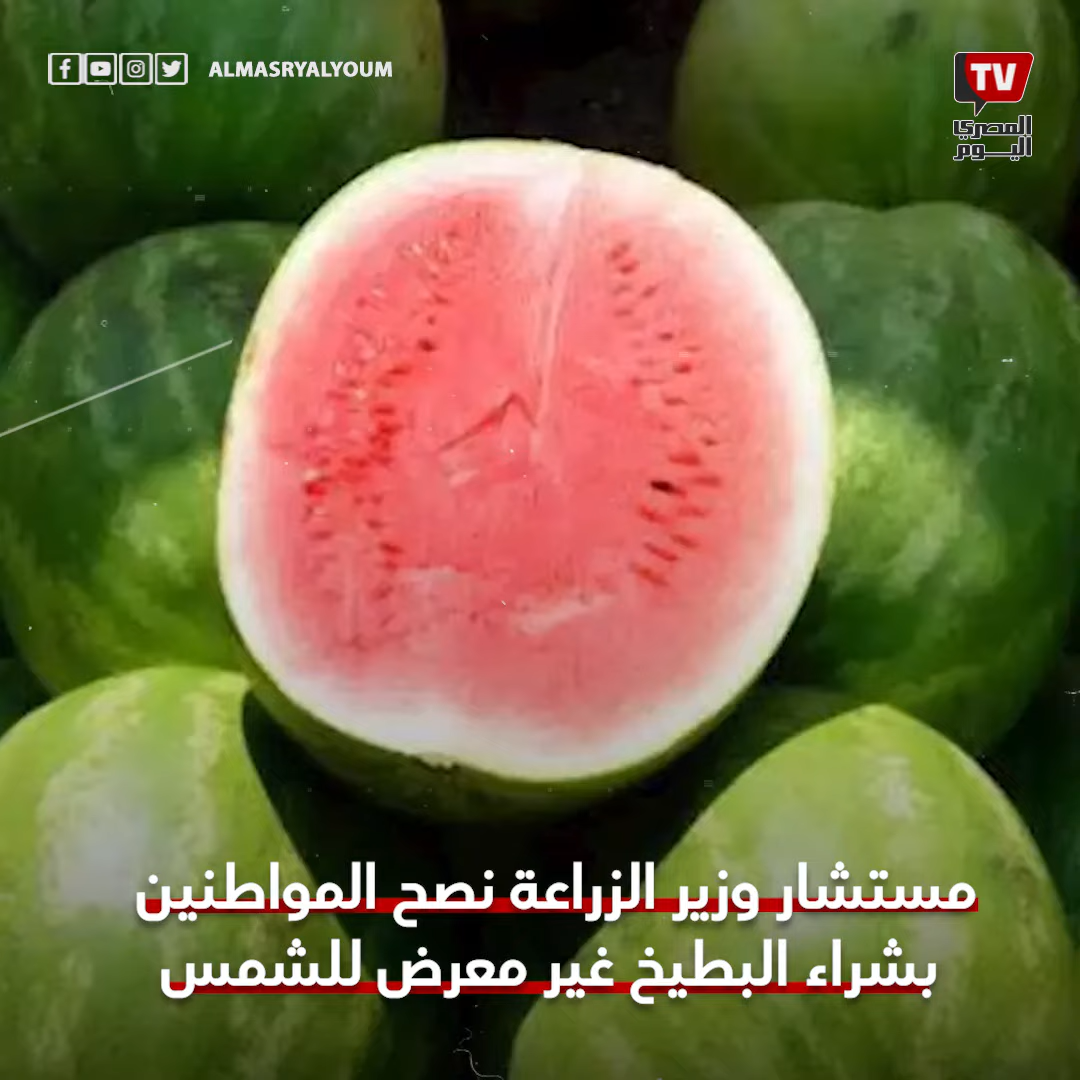 ALMASRYALYOUM
TV
المصري
اليوم
مستشار وزير الزراعة نصح المواطنين
بشراء البطيخ غير معرض للشمس